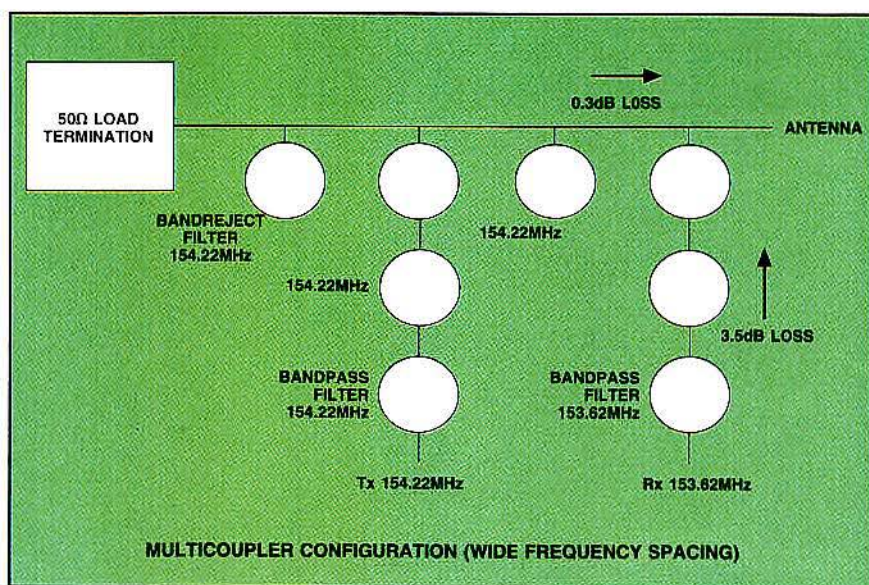 50Ω LOAD
TERMINATION
0.3dB LOSS
ANTENNA
BANDREJECT
FILTER
154.22MHz
154.22MHz
154.22MHz
3.5dB LOSS
BANDPASS
FILTER
154.22MHz
BANDPASS
FILTER
153.62MHz
Tx 154.22MHz
Rx 153.62MHz
MULTICOUPLER CONFIGURATION (WIDE FREQUENCY SPACING)